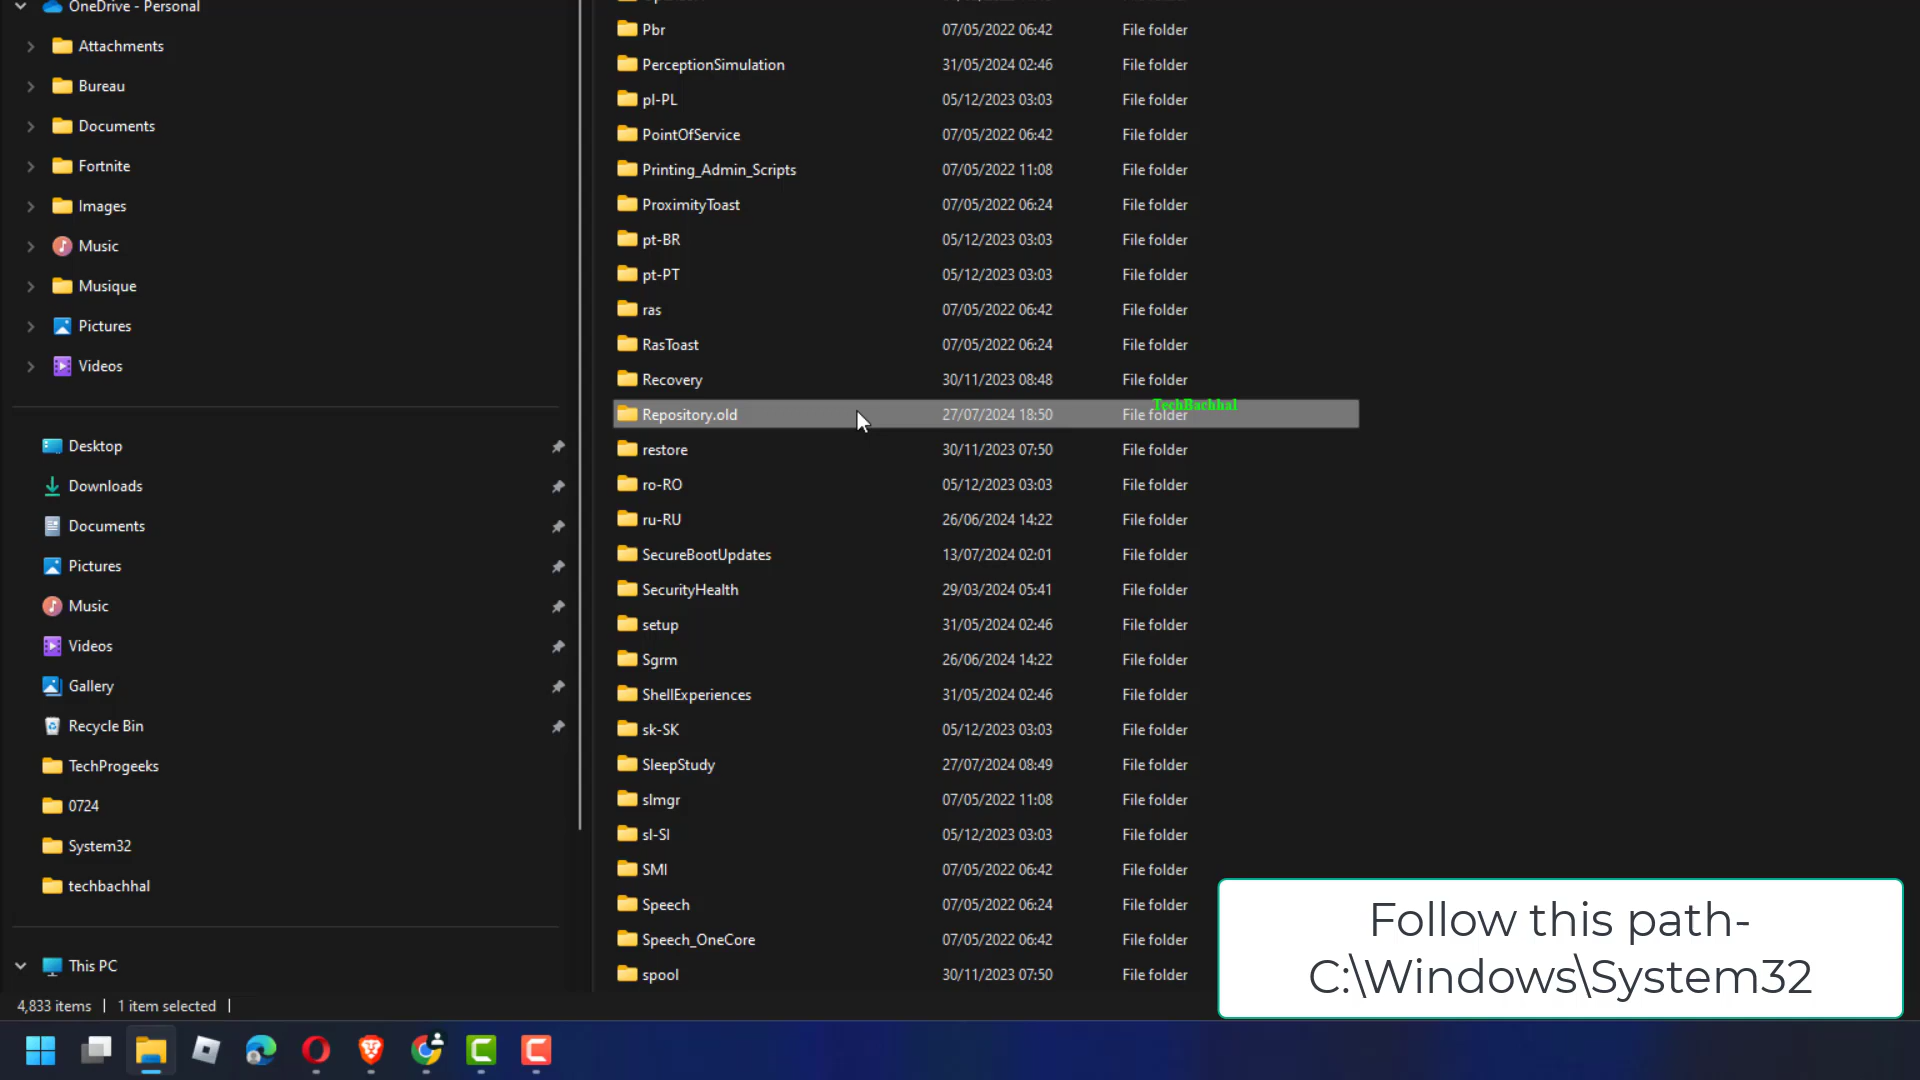 OneDrive - Personal
Attachments
Bureau
Documents
Fortnite
Images
Music
Musique
Pictures
Videos
Desktop
Downloads
Documents
Pictures
Music
Videos
Gallery
Recycle Bin
TechProgeeks
0724
System32
techbachhal
This PC
Pbr 07/05/2022 06:42 File folder
PerceptionSimulation 31/05/2024 02:46 File folder
pl-PL 05/12/2023 03:03 File folder
PointOfService 07/05/2022 06:42 File folder
Printing_Admin_Scripts 07/05/2022 11:08 File folder
ProximityToast 07/05/2022 06:24 File folder
pt-BR 05/12/2023 03:03 File folder
pt-PT 05/12/2023 03:03 File folder
ras 07/05/2022 06:42 File folder
RasToast 07/05/2022 06:24 File folder
Recovery 30/11/2023 08:48 File folder
TechBachhal
Repository.old 27/07/2024 18:50 File folder
restore 30/11/2023 07:50 File folder
ro-RO 05/12/2023 03:03 File folder
ru-RU 26/06/2024 14:22 File folder
SecureBootUpdates 13/07/2024 02:01 File folder
SecurityHealth 29/03/2024 05:41 File folder
setup 31/05/2024 02:46 File folder
Sgrm 26/06/2024 14:22 File folder
ShellExperiences 31/05/2024 02:46 File folder
sk-SK 05/12/2023 03:03 File folder
SleepStudy 27/07/2024 08:49 File folder
slmgr 07/05/2022 11:08 File folder
sl-SI 05/12/2023 03:03 File folder
SMI 07/05/2022 06:42 File folder
Speech 07/05/2022 06:24 File folder
Speech_OneCore 07/05/2022 06:42 File folder
spool 30/11/2023 07:50 File folder
Follow this path-
C:\Windows\System32
4,833 items | 1 item selected |